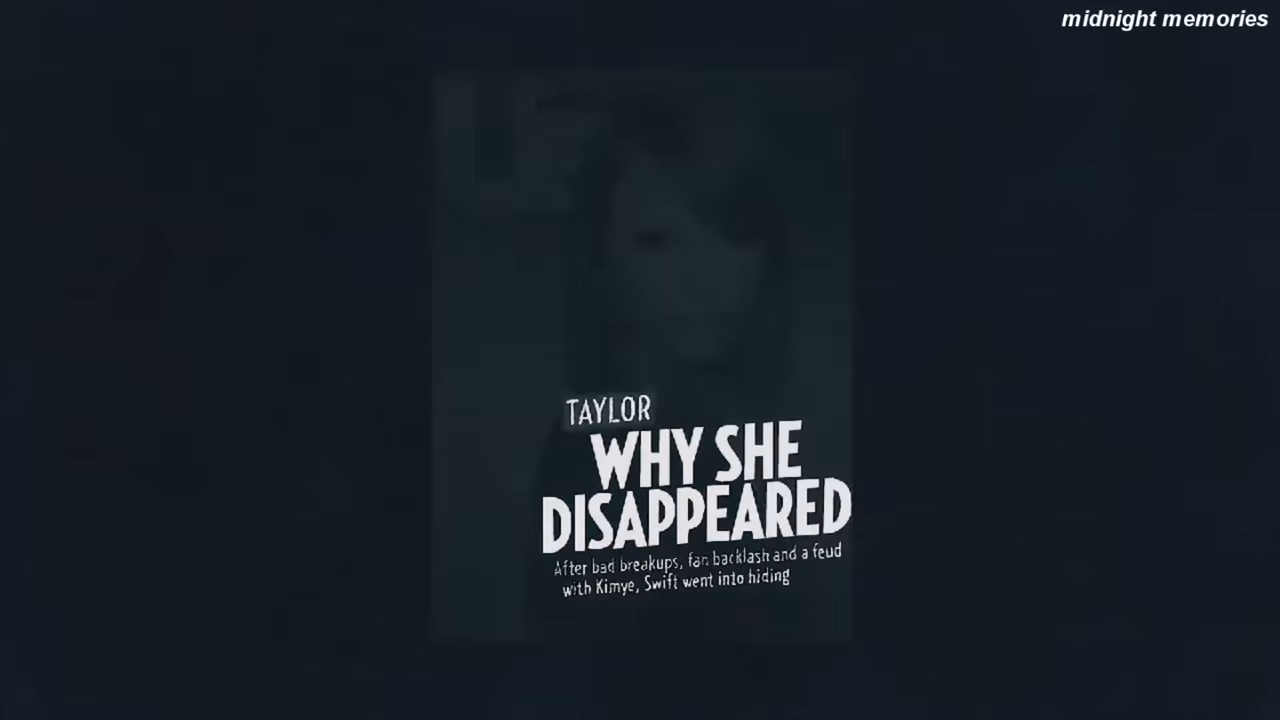 midnight memories
TAYLOR
WHY SHE
DISAPPEARED
After bad breakups, fan backlash and a feud
with Kimye, Swift went into hiding